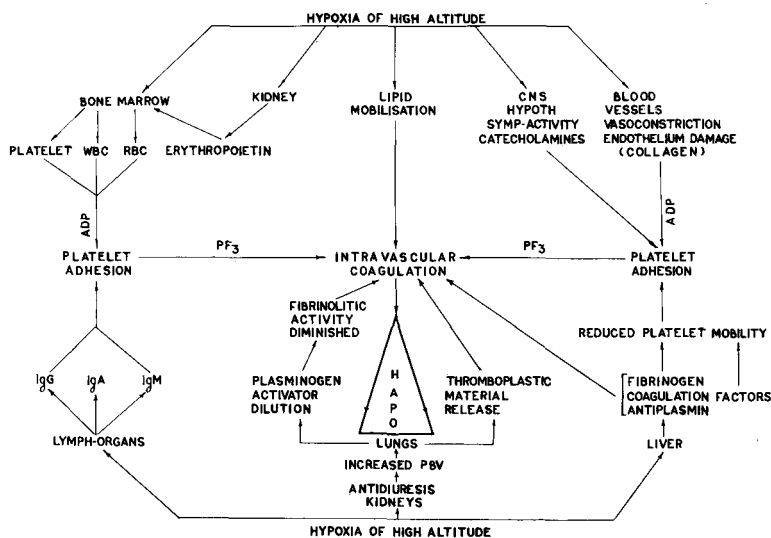 HYPOXIA OF HIGH ALTITUDE
BONE MARROW
KIDNEY
LIPID
MOBILISATION
CNS
HYPOTH
SYMP-ACTIVITY
CATECHOLAMINES
BLOOD
VESSELS
VASOCONSTRICTION
ENDOTHELIUM DAMAGE
(COLLAGEN)
PLATELET WBC RBC ERYTHROPOIETIN
ADP
ADP
PLATELET
ADHESION
PF3
INTRAVASCULAR
COAGULATION
PF3
PLATELET
ADHESION
FIBRINOLITIC
ACTIVITY
DIMINISHED
REDUCED PLATELET MOBILITY
IgG IgA IgM
PLASMINOGEN
ACTIVATOR
DILUTION
HAPO
THROMBOPLASTIC
MATERIAL
RELEASE
FIBRINOGEN
COAGULATION FACTORS
ANTIPLASMIN
LYMPH-ORGANS
LUNGS
LIVER
INCREASED PBV
ANTIDIURESIS
KIDNEYS
HYPOXIA OF HIGH ALTITUDE